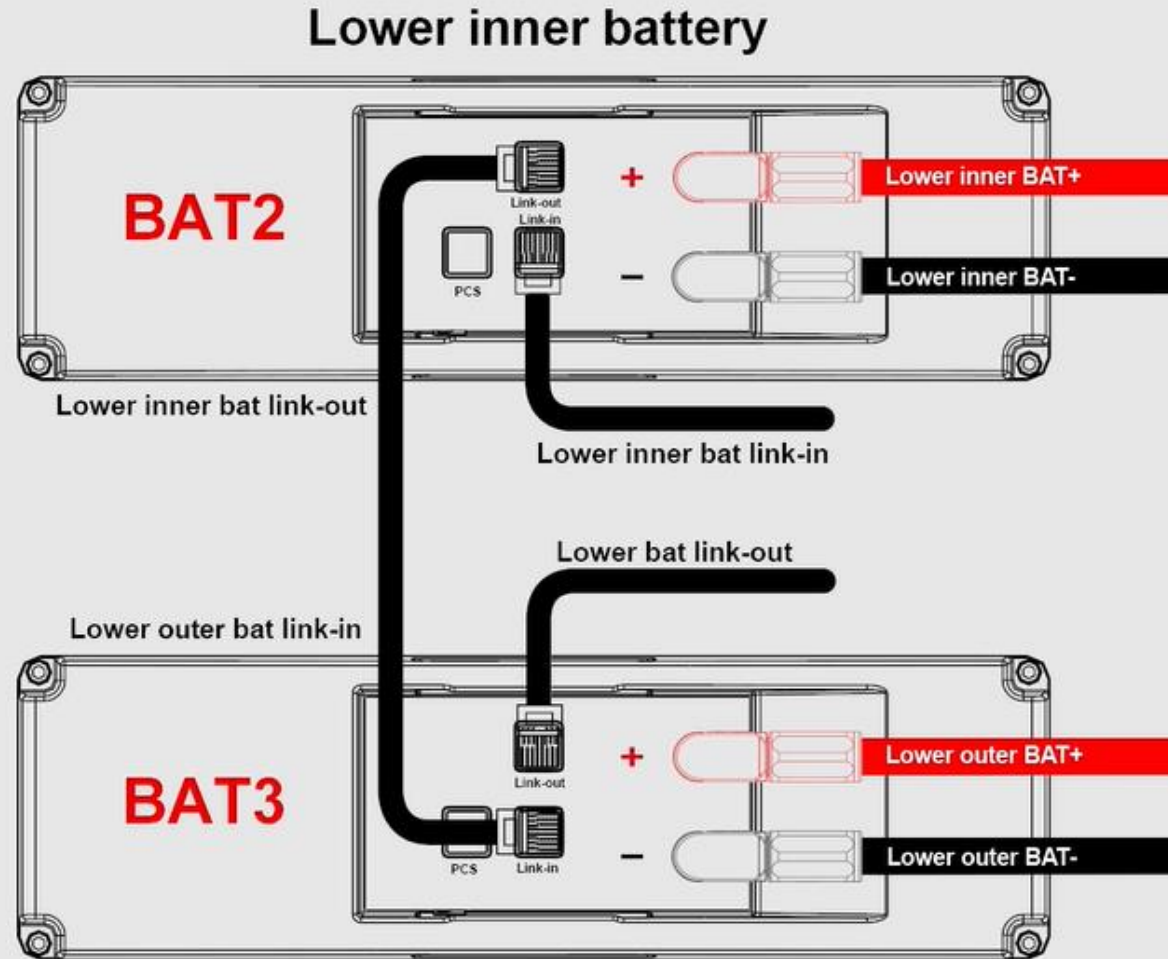 Lower inner battery
BAT2
Link-out
Link-in
PCS
+
−
Lower inner BAT+
Lower inner BAT-
Lower inner bat link-out
Lower inner bat link-in
Lower bat link-out
Lower outer bat link-in
BAT3
Link-out
PCS
Link-in
+
−
Lower outer BAT+
Lower outer BAT-